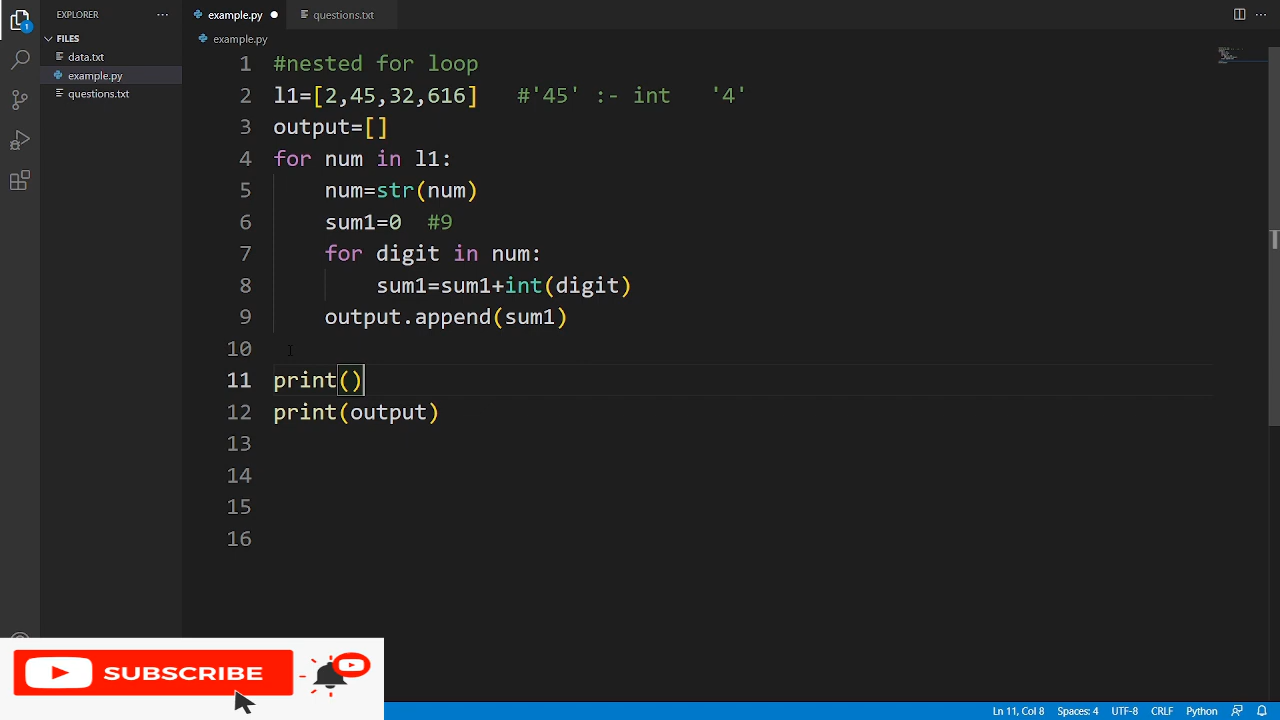 EXPLORER
example.py
questions.txt
FILES
data.txt
example.py
questions.txt
example.py
1 #nested for loop
2 l1=[2,45,32,616]   #'45' :- int   '4'
3 output=[]
4 for num in l1:
5     num=str(num)
6     sum1=0  #9
7     for digit in num:
8         sum1=sum1+int(digit)
9     output.append(sum1)
10
11 print()
12 print(output)
13
14
15
16
1
SUBSCRIBE
Ln 11, Col 8 Spaces: 4 UTF-8 CRLF Python